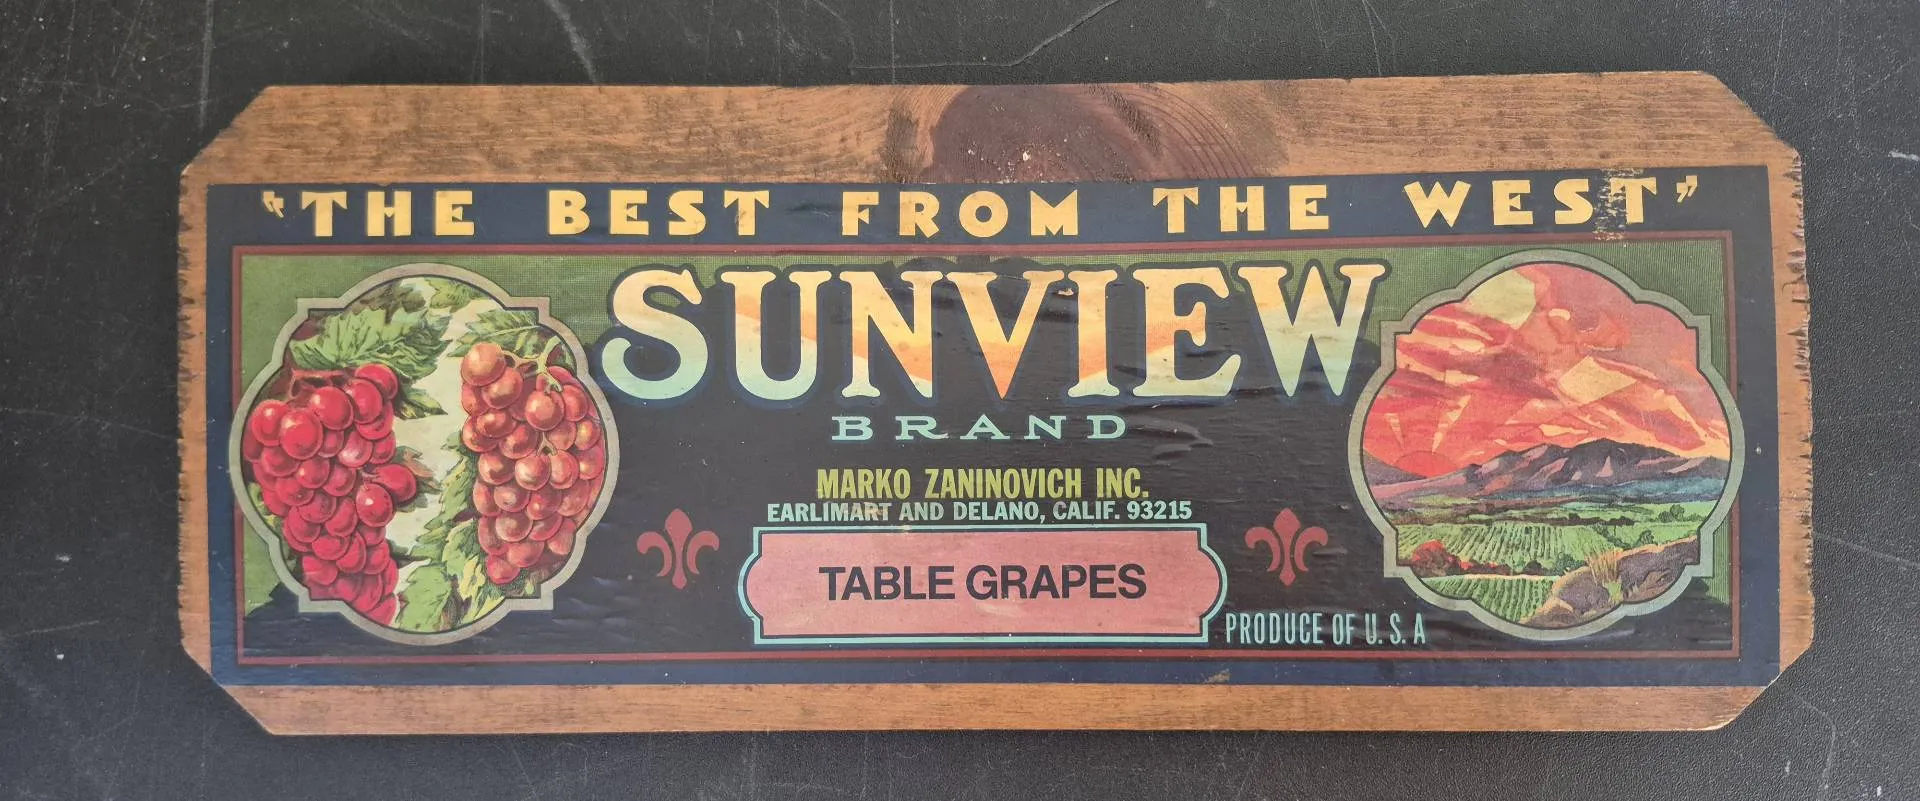 "THE BEST FROM THE WEST"
SUNVIEW
BRAND
MARKO ZANINOVICH INC.
EARLIMART AND DELANO, CALIF. 93215
TABLE GRAPES
PRODUCE OF U.S.A